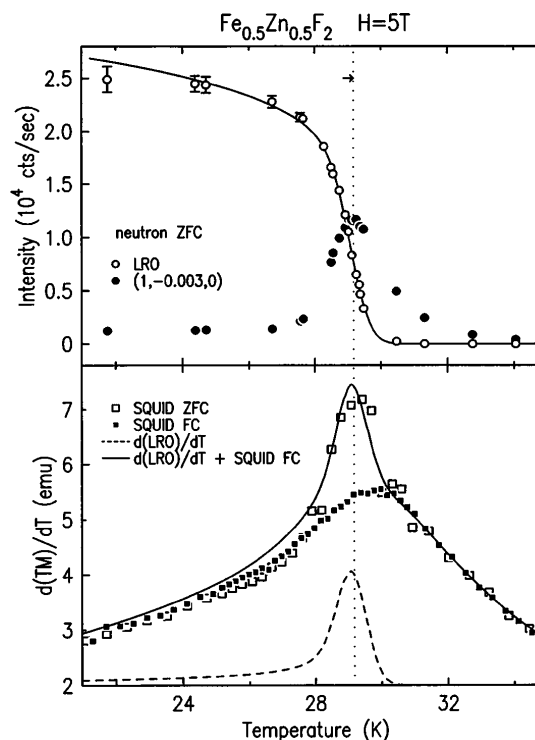 Fe0.5Zn0.5F2 H=5T
2.5
2.0
1.5
1.0
0.5
0
Intensity (10^4 cts/sec)
neutron ZFC
LRO
(1,-0.003,0)
7
6
5
4
3
2
d(TM)/dT (emu)
SQUID ZFC
SQUID FC
d(LRO)/dT
d(LRO)/dT + SQUID FC
24
28
32
Temperature (K)